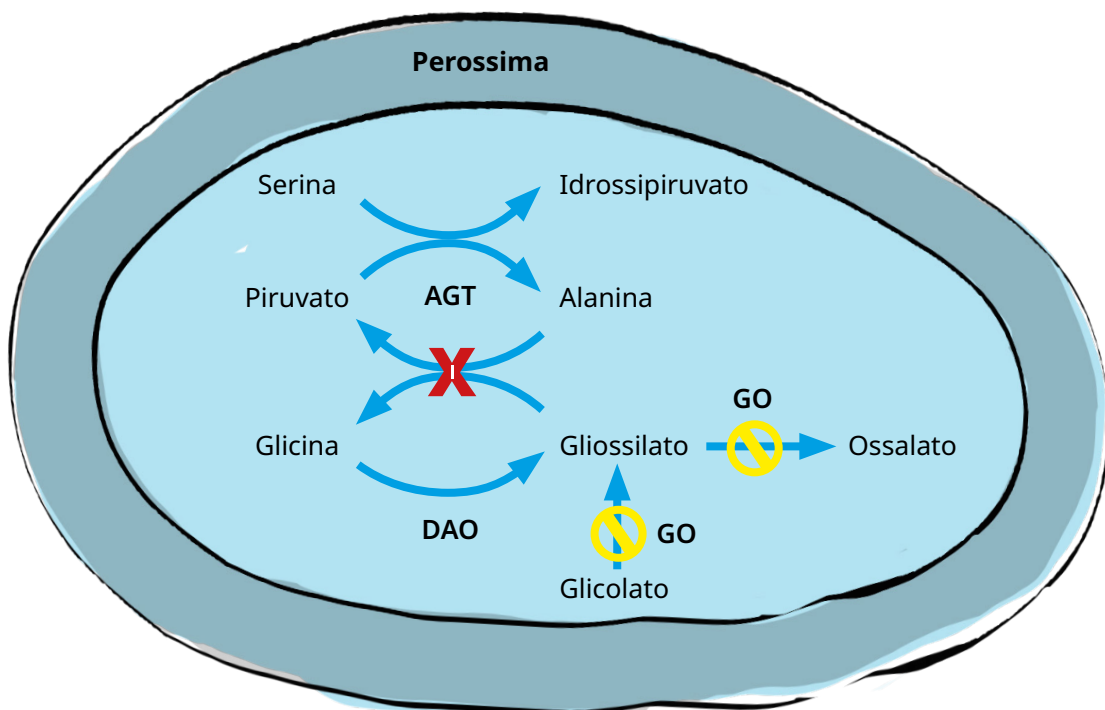 Perossima
Serina
Idrossipiruvato
Piruvato
AGT
Alanina
GO
Glicina
Gliossilato
Ossalato
DAO
GO
Glicolato